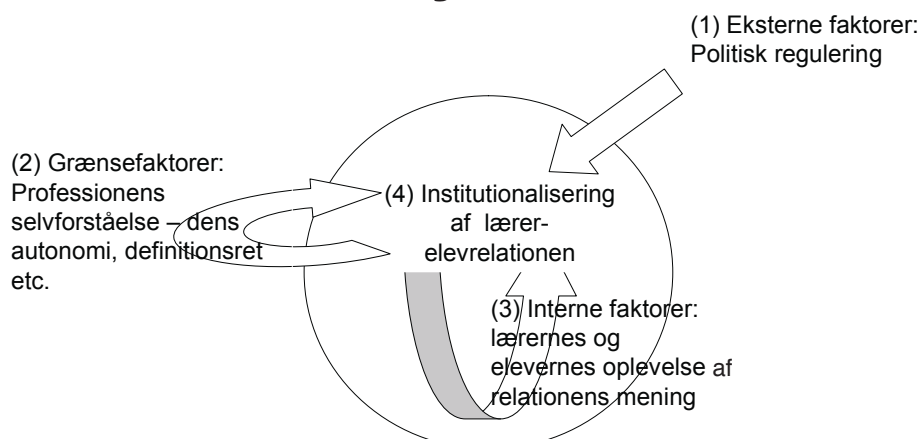 (1) Eksterne faktorer:
Politisk regulering
(2) Grænsefaktorer:
Professionens
selvforståelse – dens
autonomi, definitionsret
etc.
(4) Institutionalisering
af lærer-
elevrelationen
(3) Interne faktorer:
lærernes og
elevernes oplevelse af
relationens mening